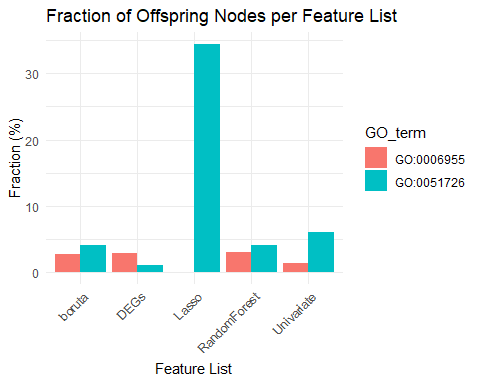 Fraction of Offspring Nodes per Feature List
Fraction (%)
30
20
10
0
boruta
DEGs
Lasso
RandomForest
Univariate
Feature List
GO_term
GO:0006955
GO:0051726